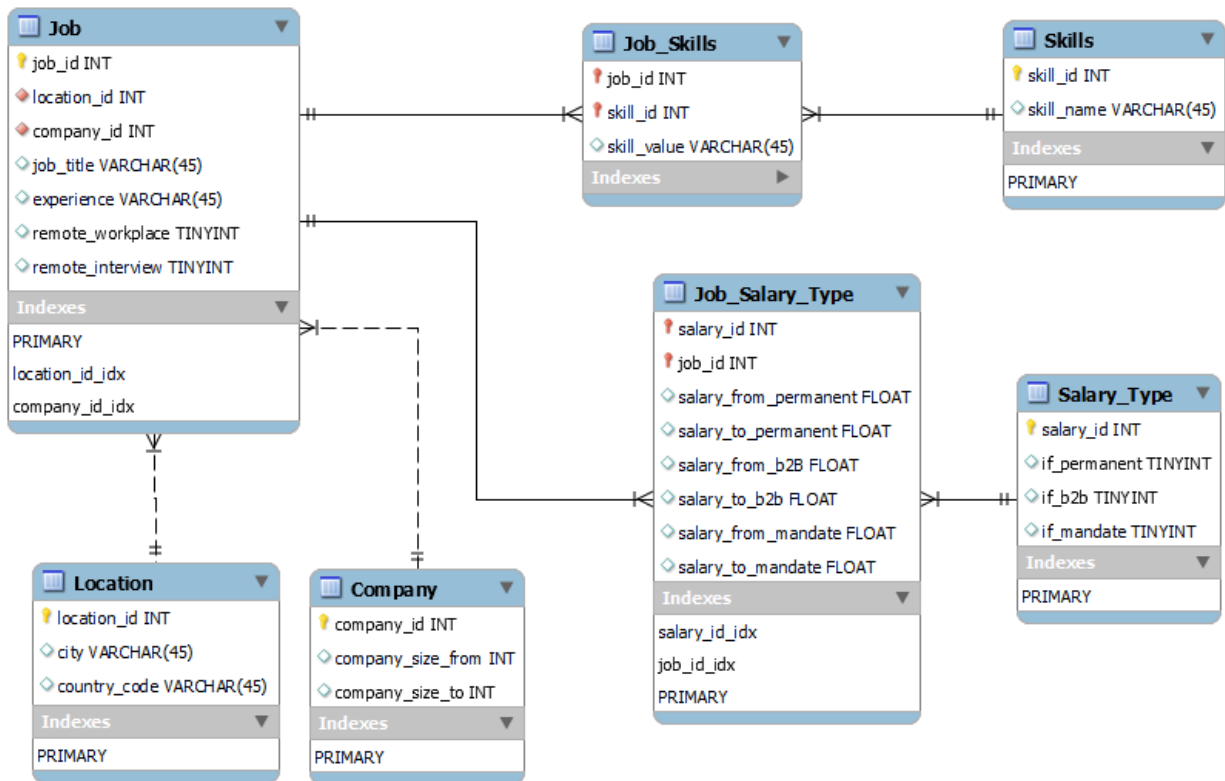 Job
job_id INT
location_id INT
company_id INT
job_title VARCHAR(45)
experience VARCHAR(45)
remote_workplace TINYINT
remote_interview TINYINT
Indexes
PRIMARY
location_id_idx
company_id_idx
Job_Skills
job_id INT
skill_id INT
skill_value VARCHAR(45)
Indexes
Skills
skill_id INT
skill_name VARCHAR(45)
Indexes
PRIMARY
Job_Salary_Type
salary_id INT
job_id INT
salary_from_permanent FLOAT
salary_to_permanent FLOAT
salary_from_b2B FLOAT
salary_to_b2b FLOAT
salary_from_mandate FLOAT
salary_to_mandate FLOAT
Indexes
salary_id_idx
job_id_idx
PRIMARY
Salary_Type
salary_id INT
if_permanent TINYINT
if_b2b TINYINT
if_mandate TINYINT
Indexes
PRIMARY
Location
location_id INT
city VARCHAR(45)
country_code VARCHAR(45)
Indexes
PRIMARY
Company
company_id INT
company_size_from INT
company_size_to INT
Indexes
PRIMARY